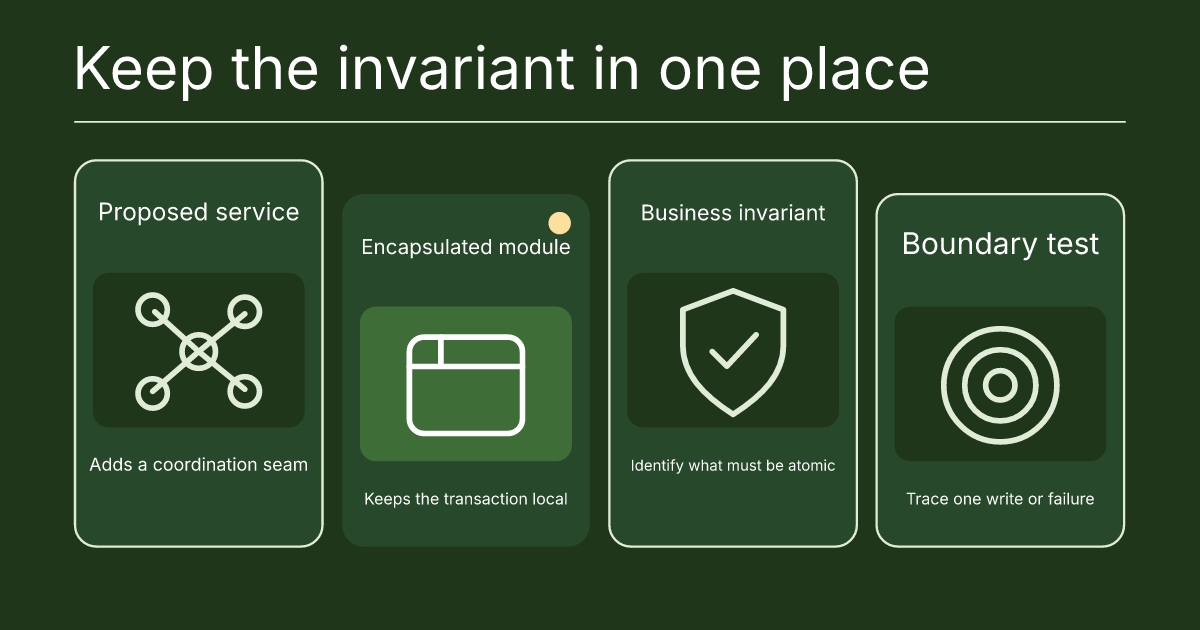 Keep the invariant in one place
Proposed service
Adds a coordination seam
Encapsulated module
Keeps the transaction local
Business invariant
Identify what must be atomic
Boundary test
Trace one write or failure